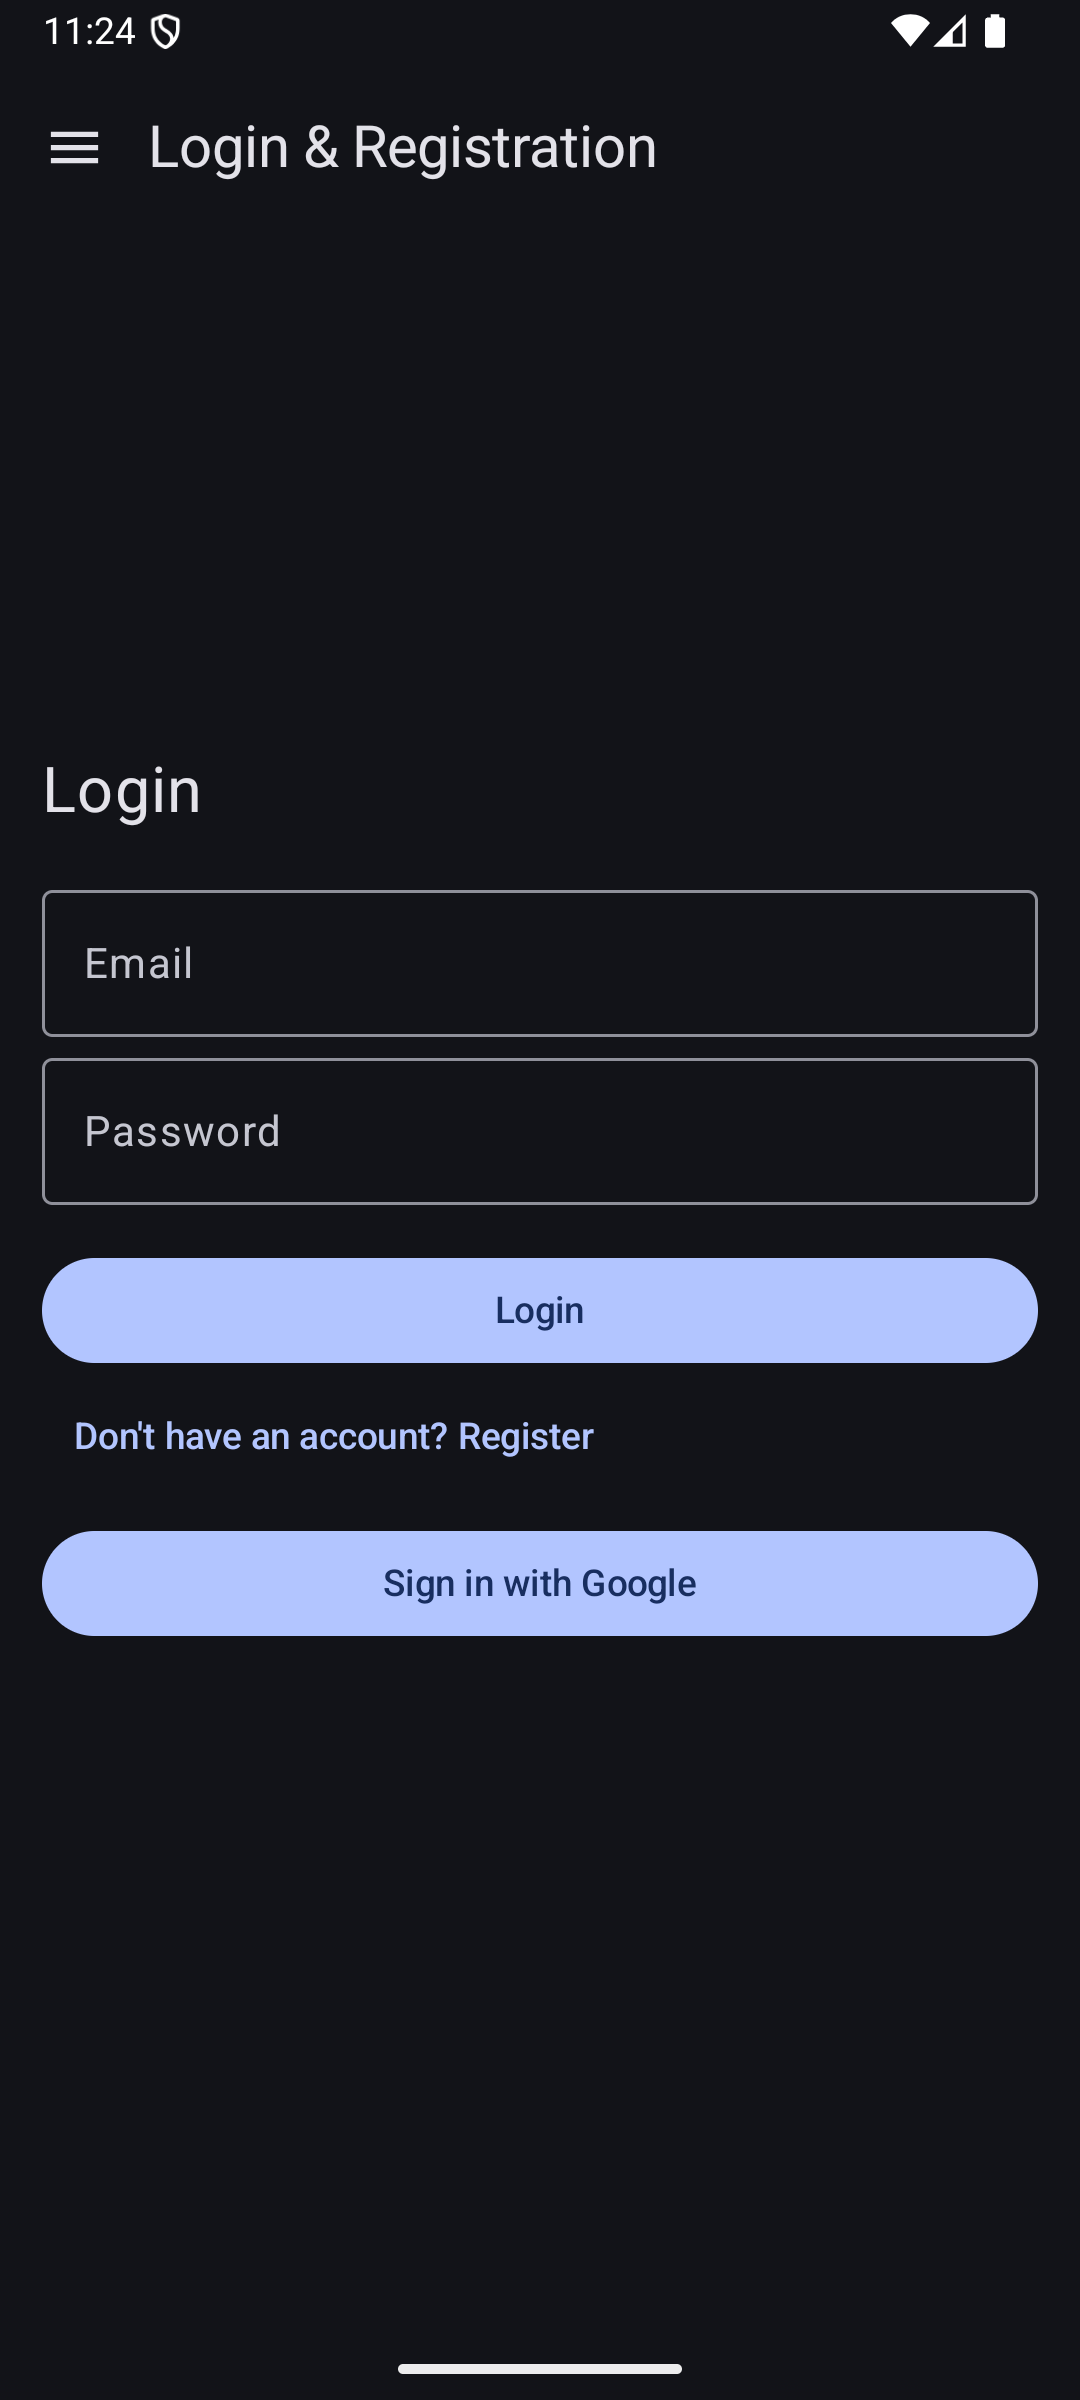 11:24
Login & Registration
Login
Email
Password
Login
Don't have an account? Register
Sign in with Google